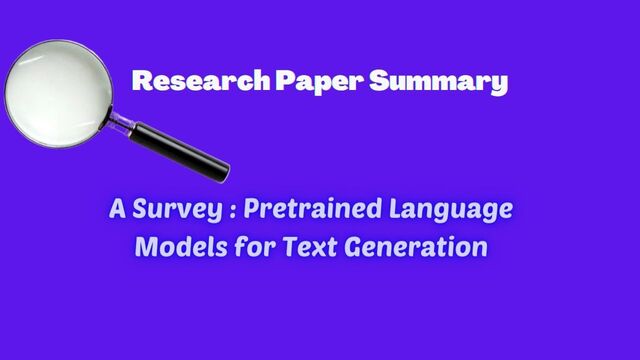 Research Paper Summary
A Survey : Pretrained Language
Models for Text Generation